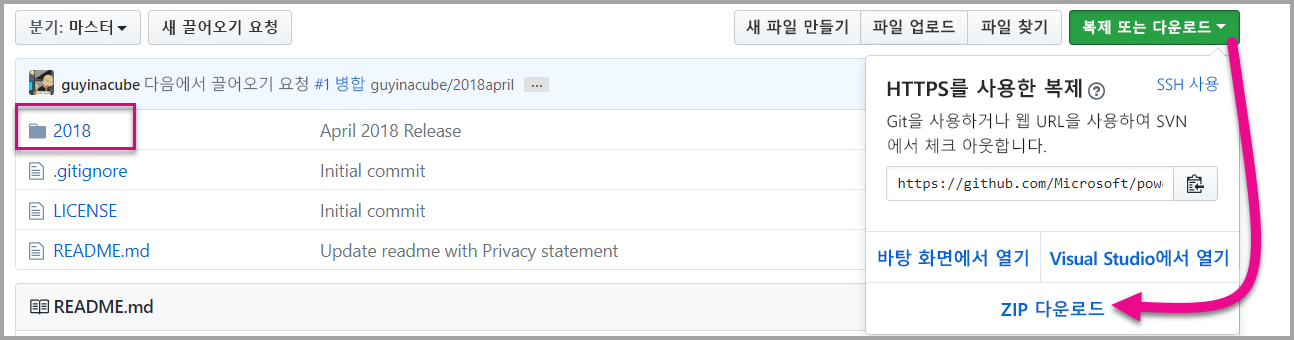 분기: 마스터
새 끌어오기 요청
새 파일 만들기
파일 업로드
파일 찾기
복제 또는 다운로드
guyinacube 다음에서 끌어오기 요청 #1 병합 guyinacube/2018april ...
2018 April 2018 Release
.gitignore Initial commit
LICENSE Initial commit
README.md Update readme with Privacy statement
README.md
HTTPS를 사용한 복제 ?
SSH 사용
Git을 사용하거나 웹 URL을 사용하여 SVN
에서 체크 아웃합니다.
https://github.com/Microsoft/pow
바탕 화면에서 열기
Visual Studio에서 열기
ZIP 다운로드